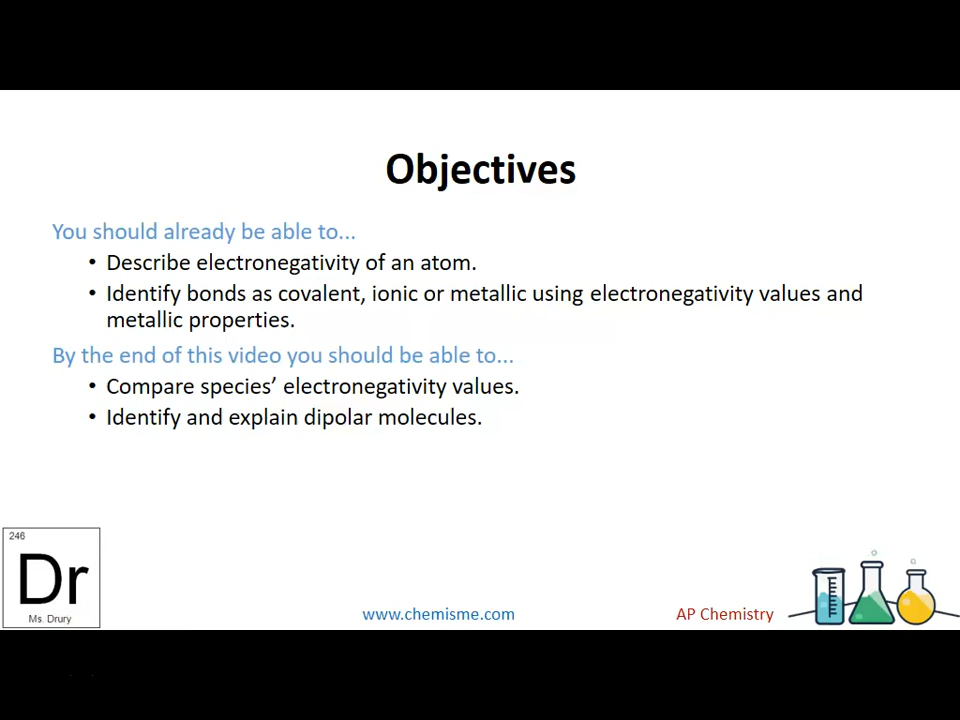 Objectives
You should already be able to...
• Describe electronegativity of an atom.
• Identify bonds as covalent, ionic or metallic using electronegativity values and
metallic properties.
By the end of this video you should be able to...
• Compare species’ electronegativity values.
• Identify and explain dipolar molecules.
246
Dr
Ms. Drury
www.chemisme.com
AP Chemistry